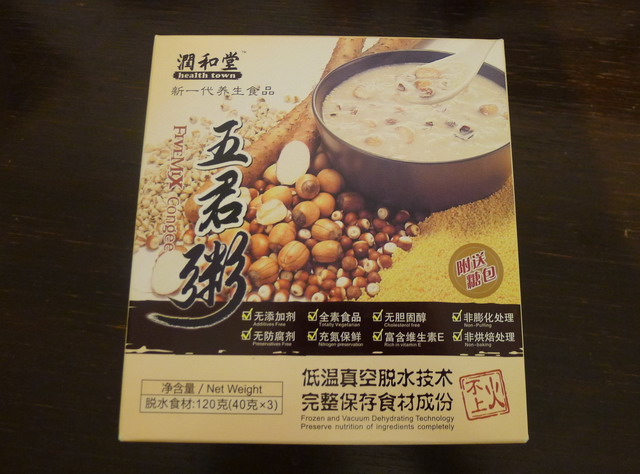 潤和堂™
health town
新一代养生食品
五君粥
FIVEMIX Congee
附送
糖包
无添加剂
Additives Free
全素食品
Totally Vegetarian
无胆固醇
Cholesterol free
非膨化处理
Non-Puffing
无防腐剂
Preservatives Free
充氮保鲜
Nitrogen preservation
富含维生素E
Rich in vitamin E
非烘焙处理
Non-baking
净含量 / Net Weight
脱水食材:120克(40克×3)
低温真空脱水技术
完整保存食材成份
Frozen and Vacuum Dehydrating Technology
Preserve nutrition of ingredients completely
不上火